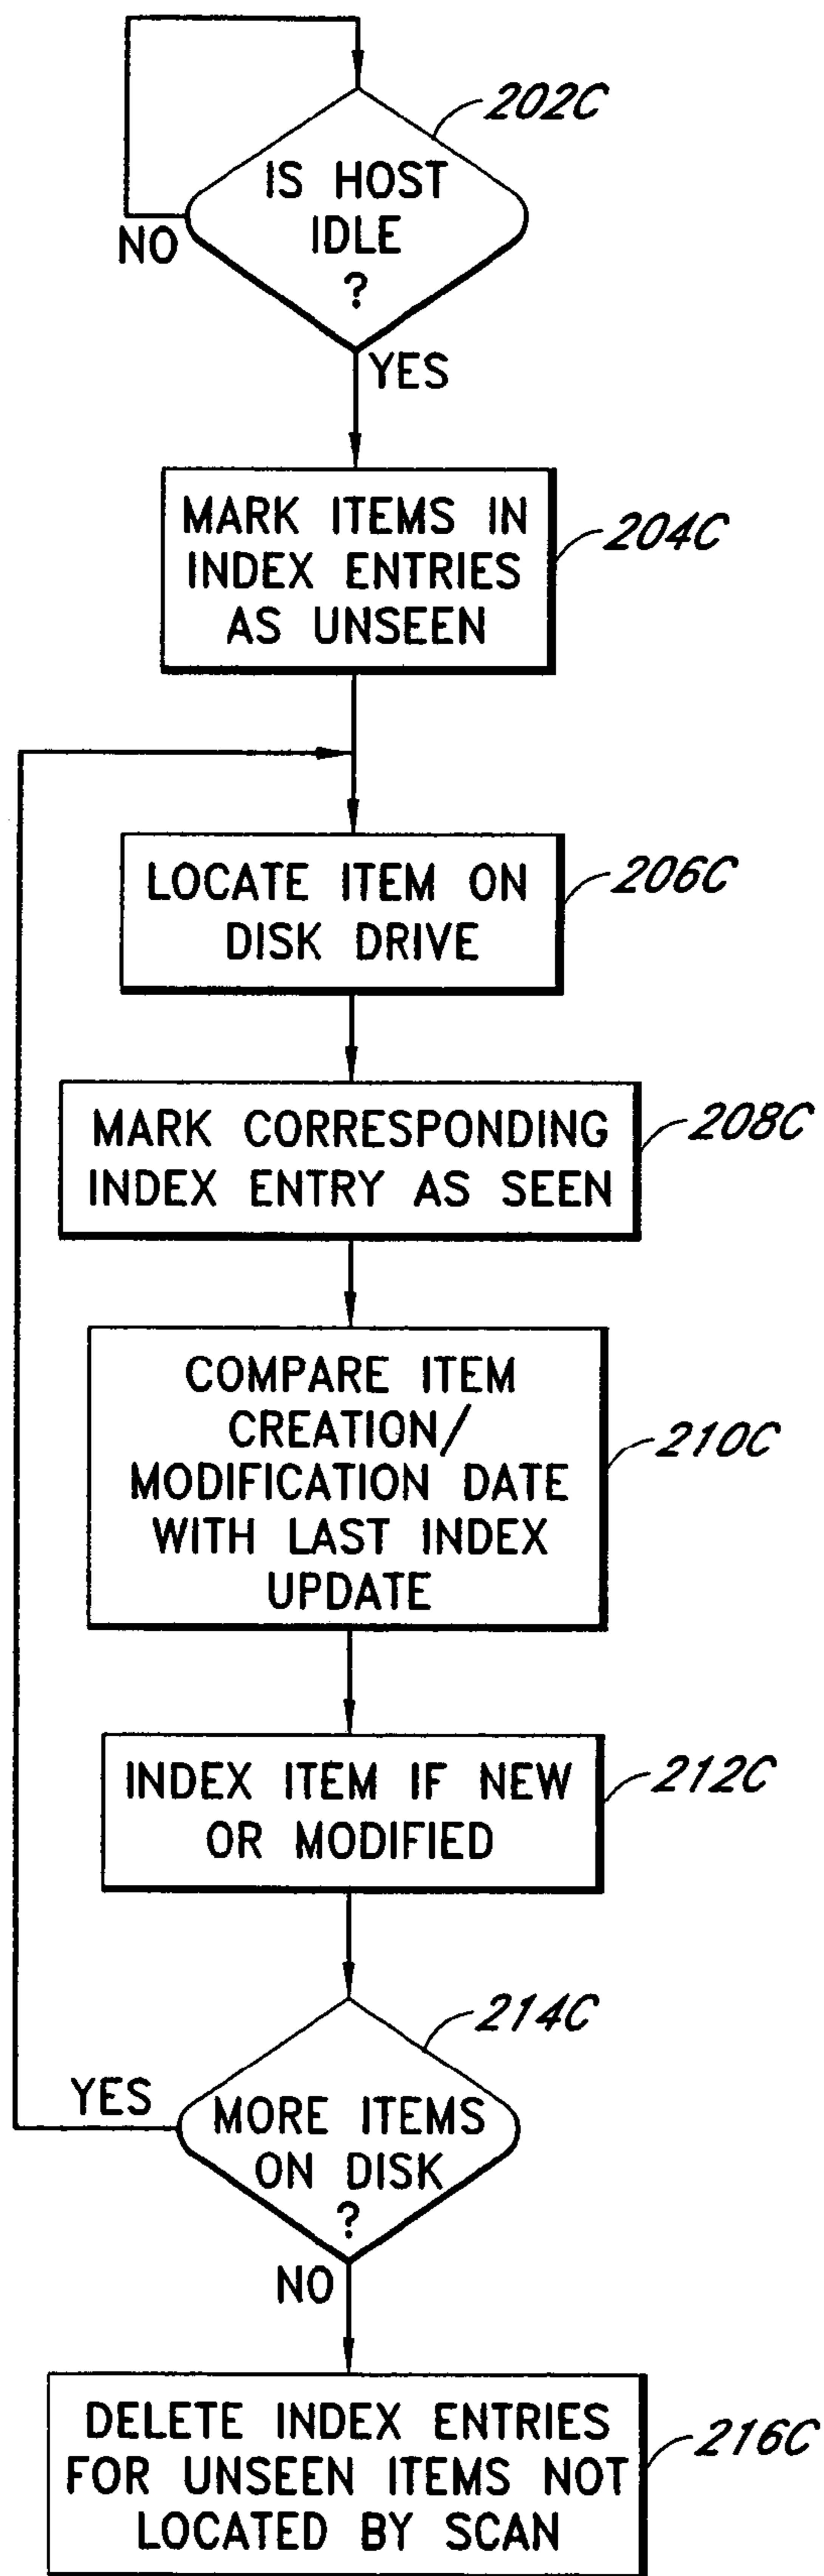 202C
IS HOST
IDLE
?
NO
YES
MARK ITEMS IN
INDEX ENTRIES
AS UNSEEN
204C
LOCATE ITEM ON
DISK DRIVE
206C
MARK CORRESPONDING
INDEX ENTRY AS SEEN
208C
COMPARE ITEM
CREATION/
MODIFICATION DATE
WITH LAST INDEX
UPDATE
210C
INDEX ITEM IF NEW
OR MODIFIED
212C
214C
YES
MORE ITEMS
ON DISK
?
NO
DELETE INDEX ENTRIES
FOR UNSEEN ITEMS NOT
LOCATED BY SCAN
216C